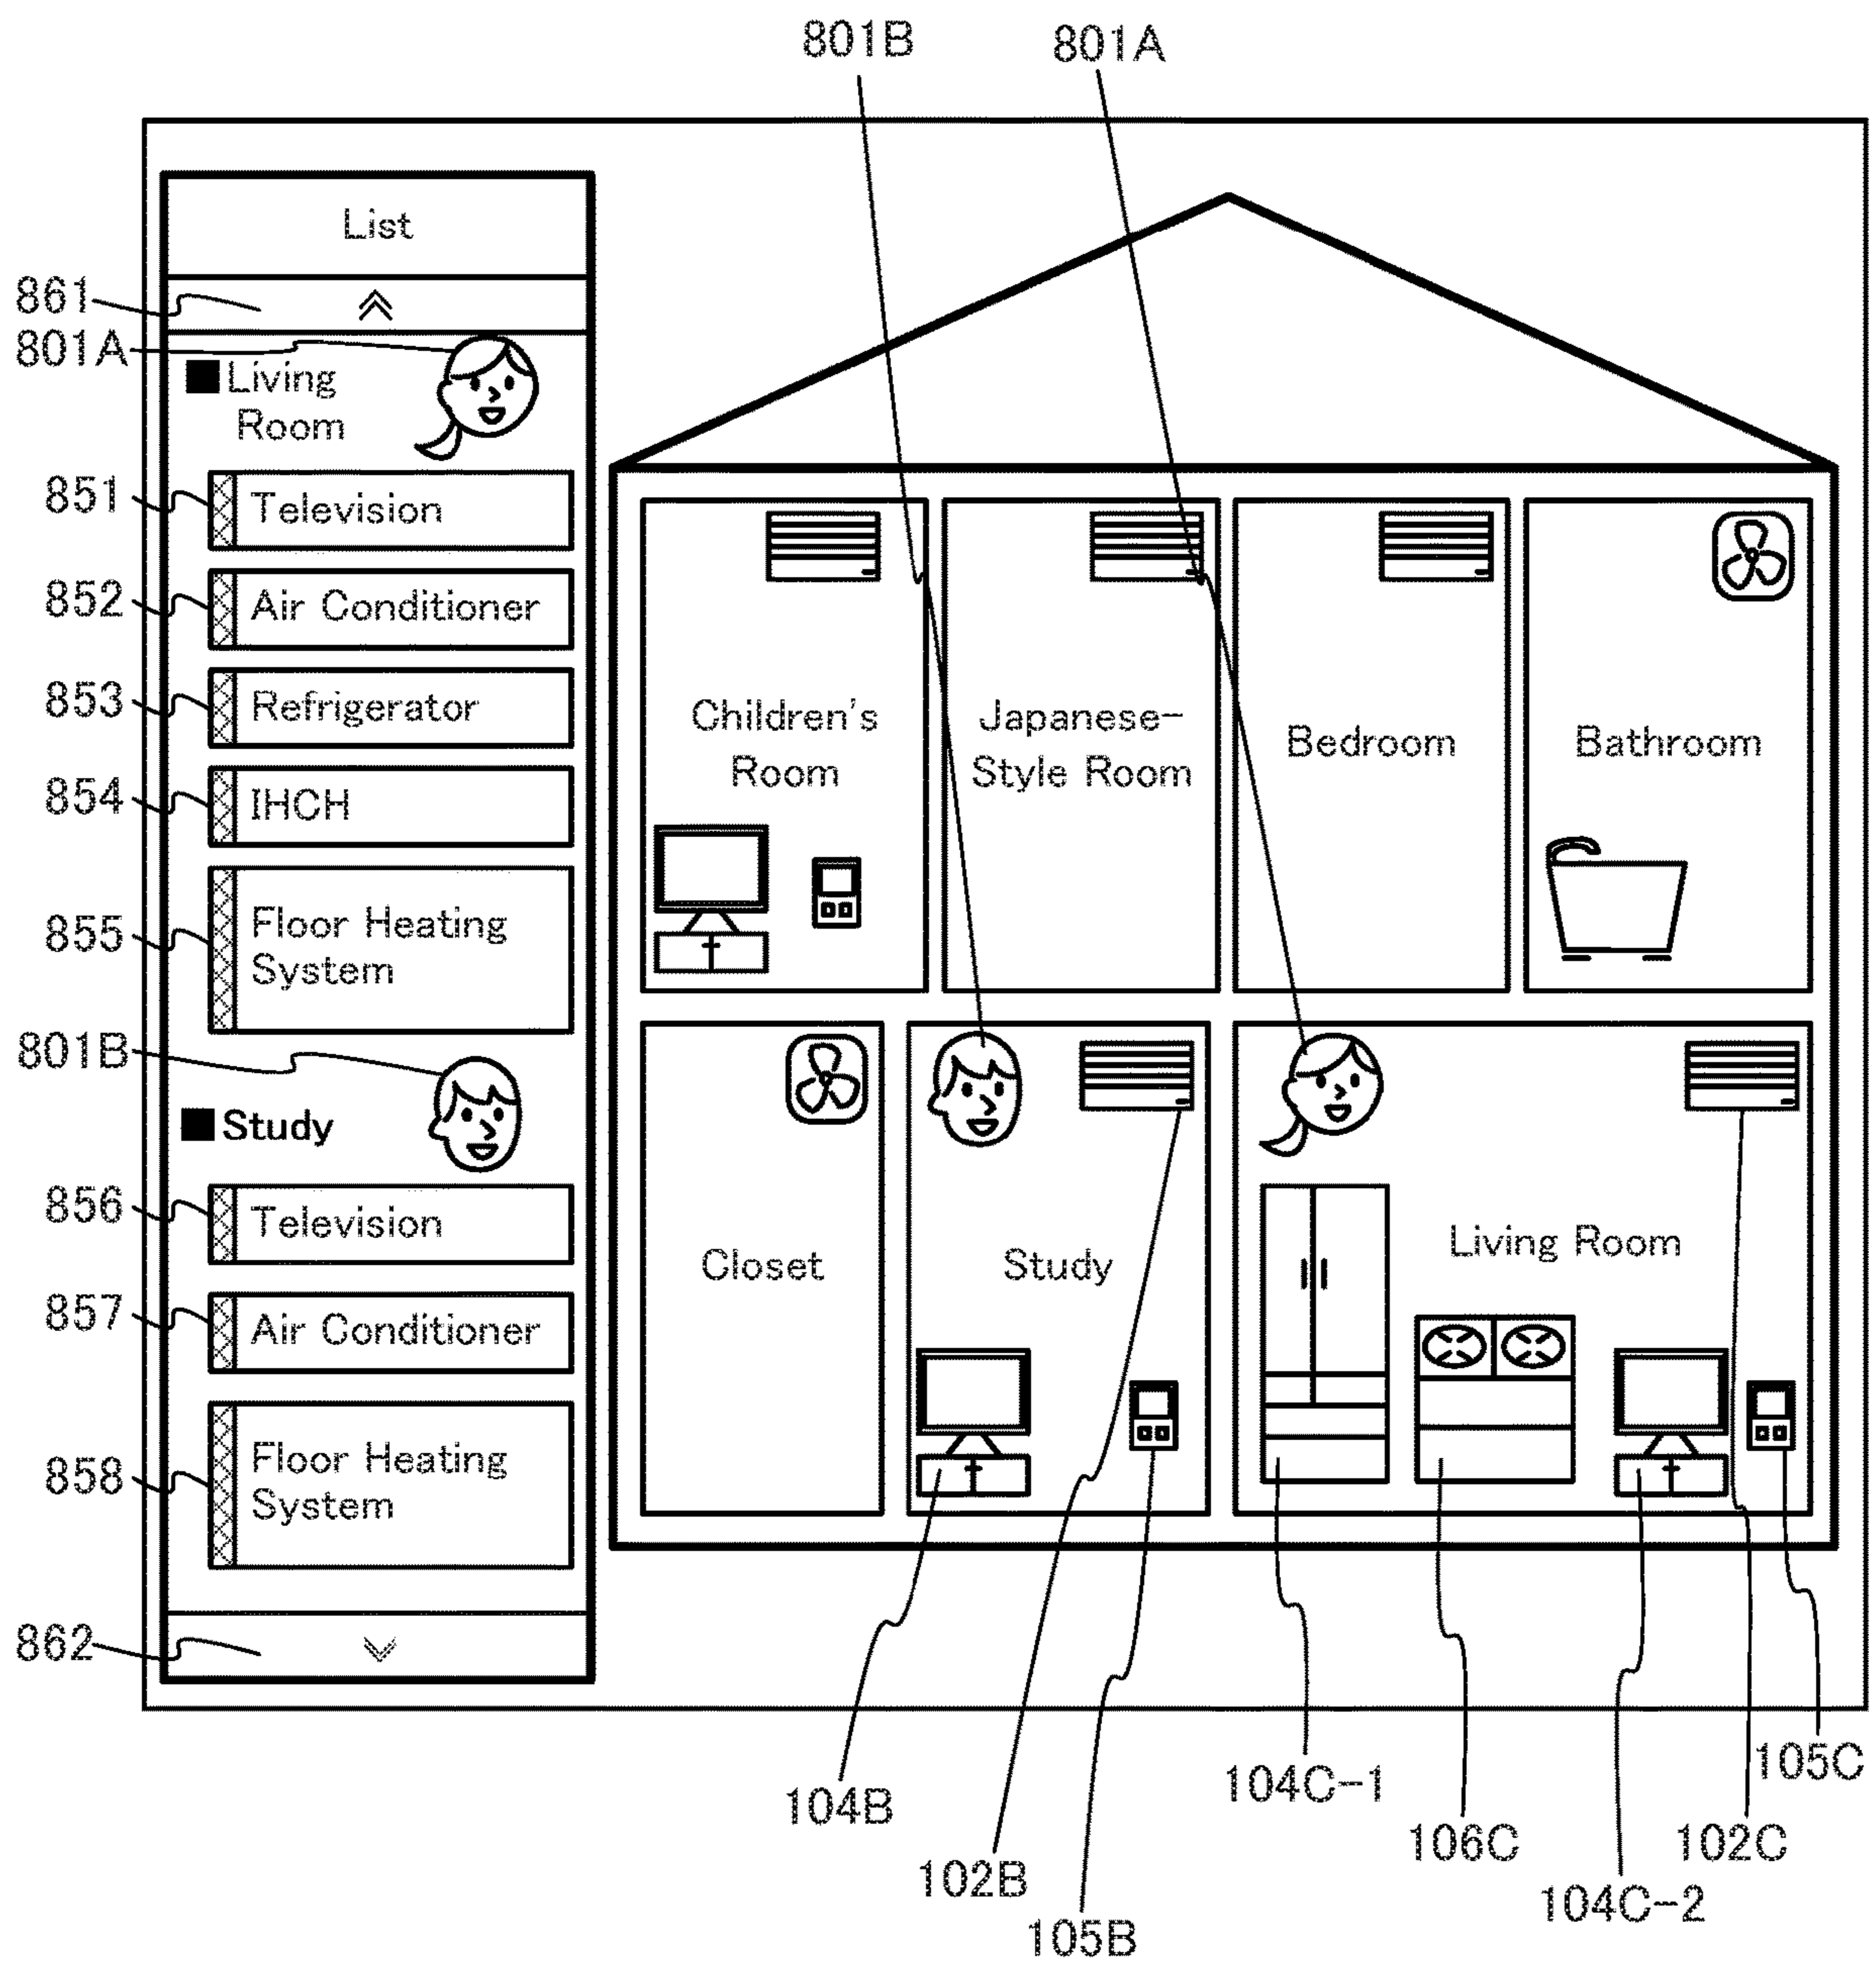 801B
801A
List
861
801A
Living
Room
851
Television
852
Air Conditioner
853
Refrigerator
854
IHCH
855
Floor Heating
System
801B
Study
856
Television
857
Air Conditioner
858
Floor Heating
System
862
Children's
Room
Japanese-
Style Room
Bedroom
Bathroom
Closet
Study
Living Room
104B
102B
105B
104C-1
106C
104C-2
102C
105C